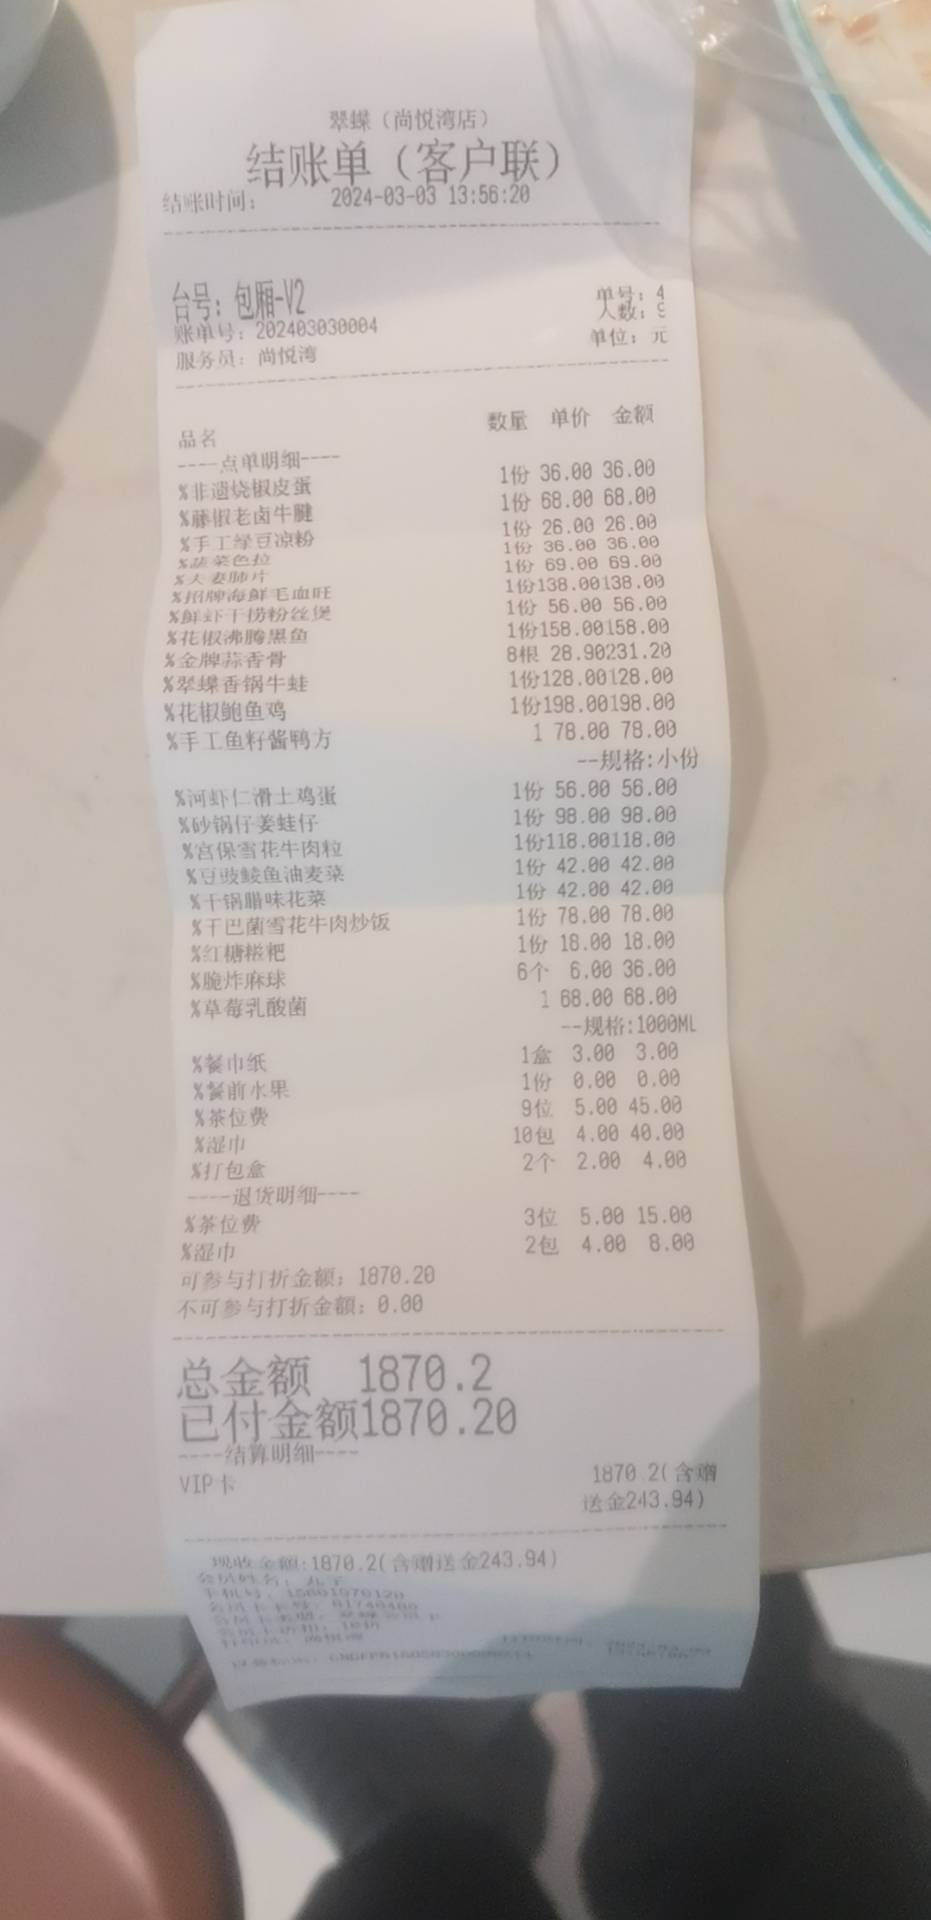 翠蝶（尚悦湾店）
结账单（客户联）
结账时间： 2024-03-03 13:56:20
台号：包厢-V2 单号：4
账单号：202403030004 人数：9
服务员：尚悦湾 单位：元
品名 数量 单价 金额
----点单明细----
%非遗烧椒皮蛋 1份 36.00 36.00
%藤椒老卤牛腱 1份 68.00 68.00
%手工绿豆凉粉 1份 26.00 26.00
%蔬菜色拉 1份 36.00 36.00
%夫妻肺片 1份 69.00 69.00
%招牌海鲜毛血旺 1份138.00138.00
%鲜虾干捞粉丝煲 1份 56.00 56.00
%花椒沸腾黑鱼 1份158.00158.00
%金牌蒜香骨 8根 28.90231.20
%翠蝶香锅牛蛙 1份128.00128.00
%花椒鲍鱼鸡 1份198.00198.00
%手工鱼籽酱鸭方 1 78.00 78.00
--规格:小份
%河虾仁滑土鸡蛋 1份 56.00 56.00
%砂锅仔姜蛙仔 1份 98.00 98.00
%宫保雪花牛肉粒 1份118.00118.00
%豆豉鲮鱼油麦菜 1份 42.00 42.00
%干锅腊味花菜 1份 42.00 42.00
%干巴菌雪花牛肉炒饭 1份 78.00 78.00
%红糖糍粑 1份 18.00 18.00
%脆炸麻球 6个 6.00 36.00
%草莓乳酸菌 1 68.00 68.00
--规格:1000ML
%餐巾纸 1盒 3.00 3.00
%餐前水果 1份 0.00 0.00
%茶位费 9位 5.00 45.00
%湿巾 10包 4.00 40.00
%打包盒 2个 2.00 4.00
----退货明细----
%茶位费 3位 5.00 15.00
%湿巾 2包 4.00 8.00
可参与打折金额：1870.20
不可参与打折金额：0.00
总金额 1870.2
已付金额1870.20
----结算明细----
VIP卡 1870.2(含赠
送金243.94)
现收金额:1870.2(含赠送金243.94)
会员姓名：
手机号：